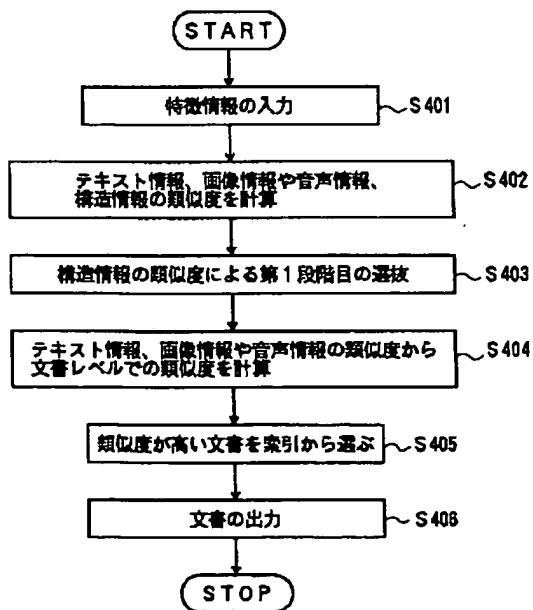 START
特徴情報の入力
S401
テキスト情報、画像情報や音声情報、
構造情報の類似度を計算
S402
構造情報の類似度による第1段階目の選抜
S403
テキスト情報、画像情報や音声情報の類似度から
文書レベルでの類似度を計算
S404
類似度が高い文書を索引から選ぶ
S405
文書の出力
S406
STOP